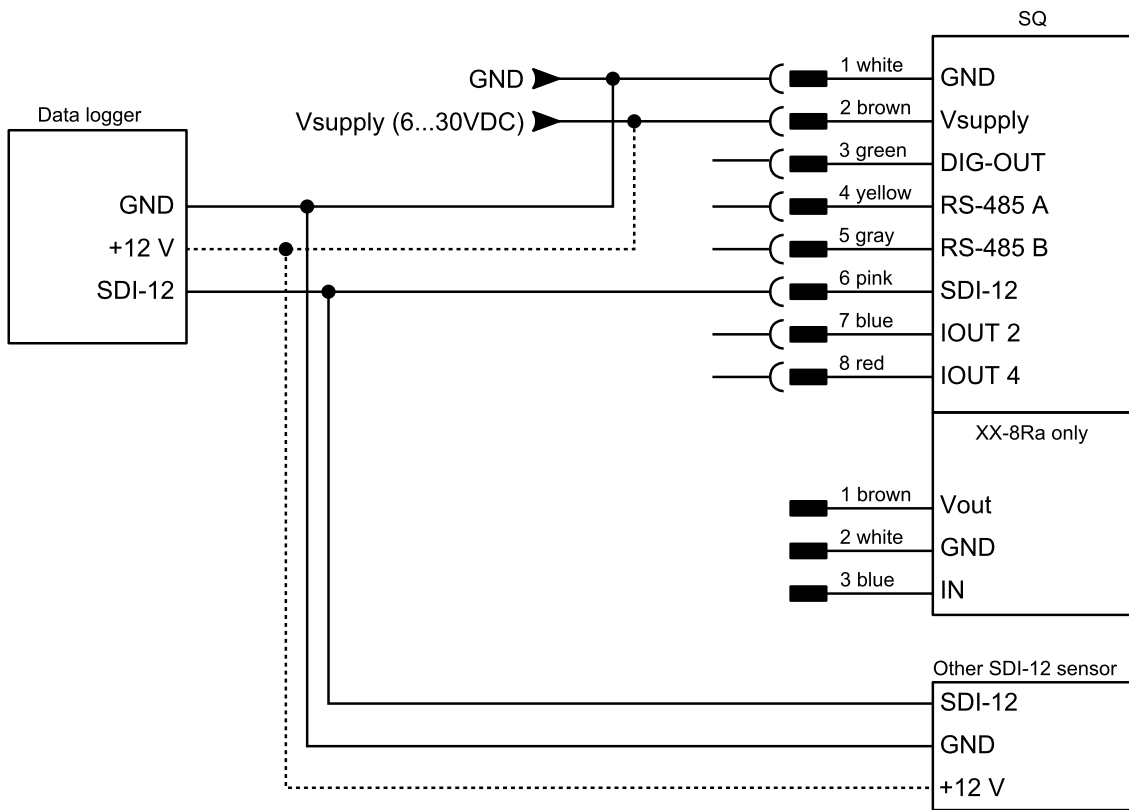 SQ
GND
1 white
GND
Vsupply (6...30VDC)
2 brown
Vsupply
3 green
DIG-OUT
4 yellow
RS-485 A
5 gray
RS-485 B
6 pink
SDI-12
7 blue
IOUT 2
8 red
IOUT 4
Data logger
GND
+12 V
SDI-12
XX-8Ra only
1 brown
Vout
2 white
GND
3 blue
IN
Other SDI-12 sensor
SDI-12
GND
+12 V